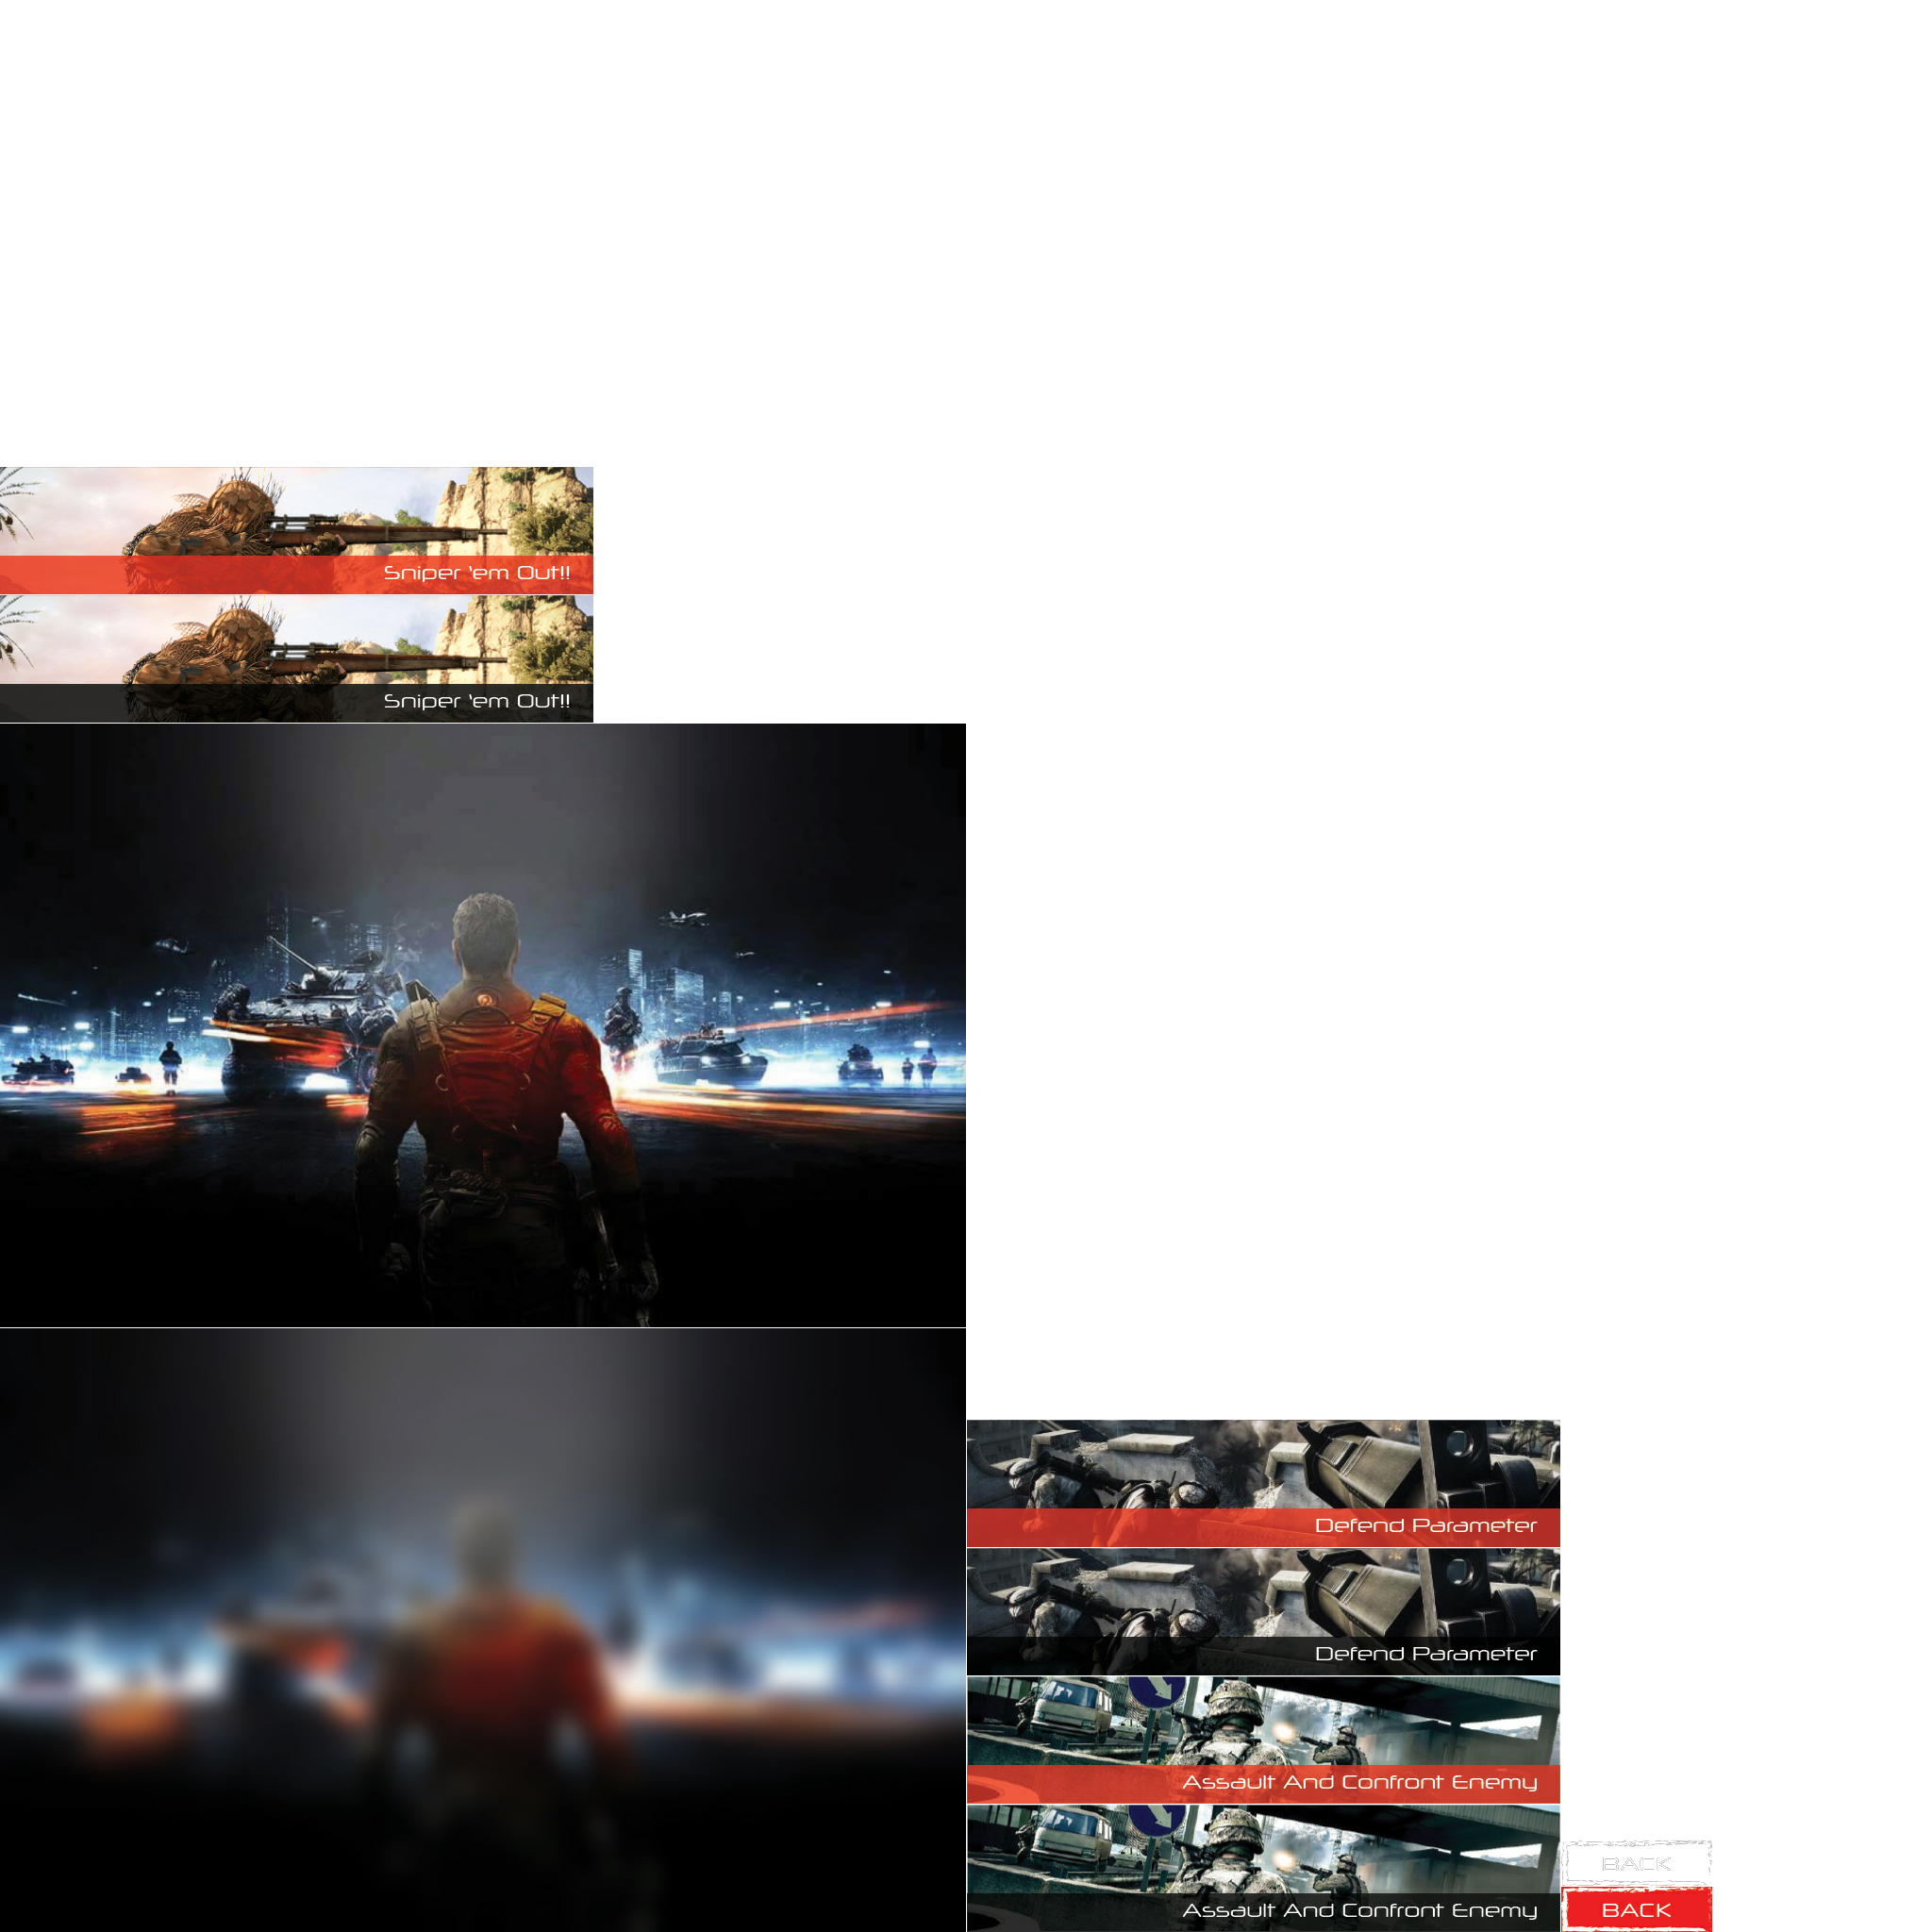 Sniper ‘em Out!!
Sniper ‘em Out!!
Defend Parameter
Defend Parameter
Assault And Confront Enemy
Assault And Confront Enemy
BACK
BACK